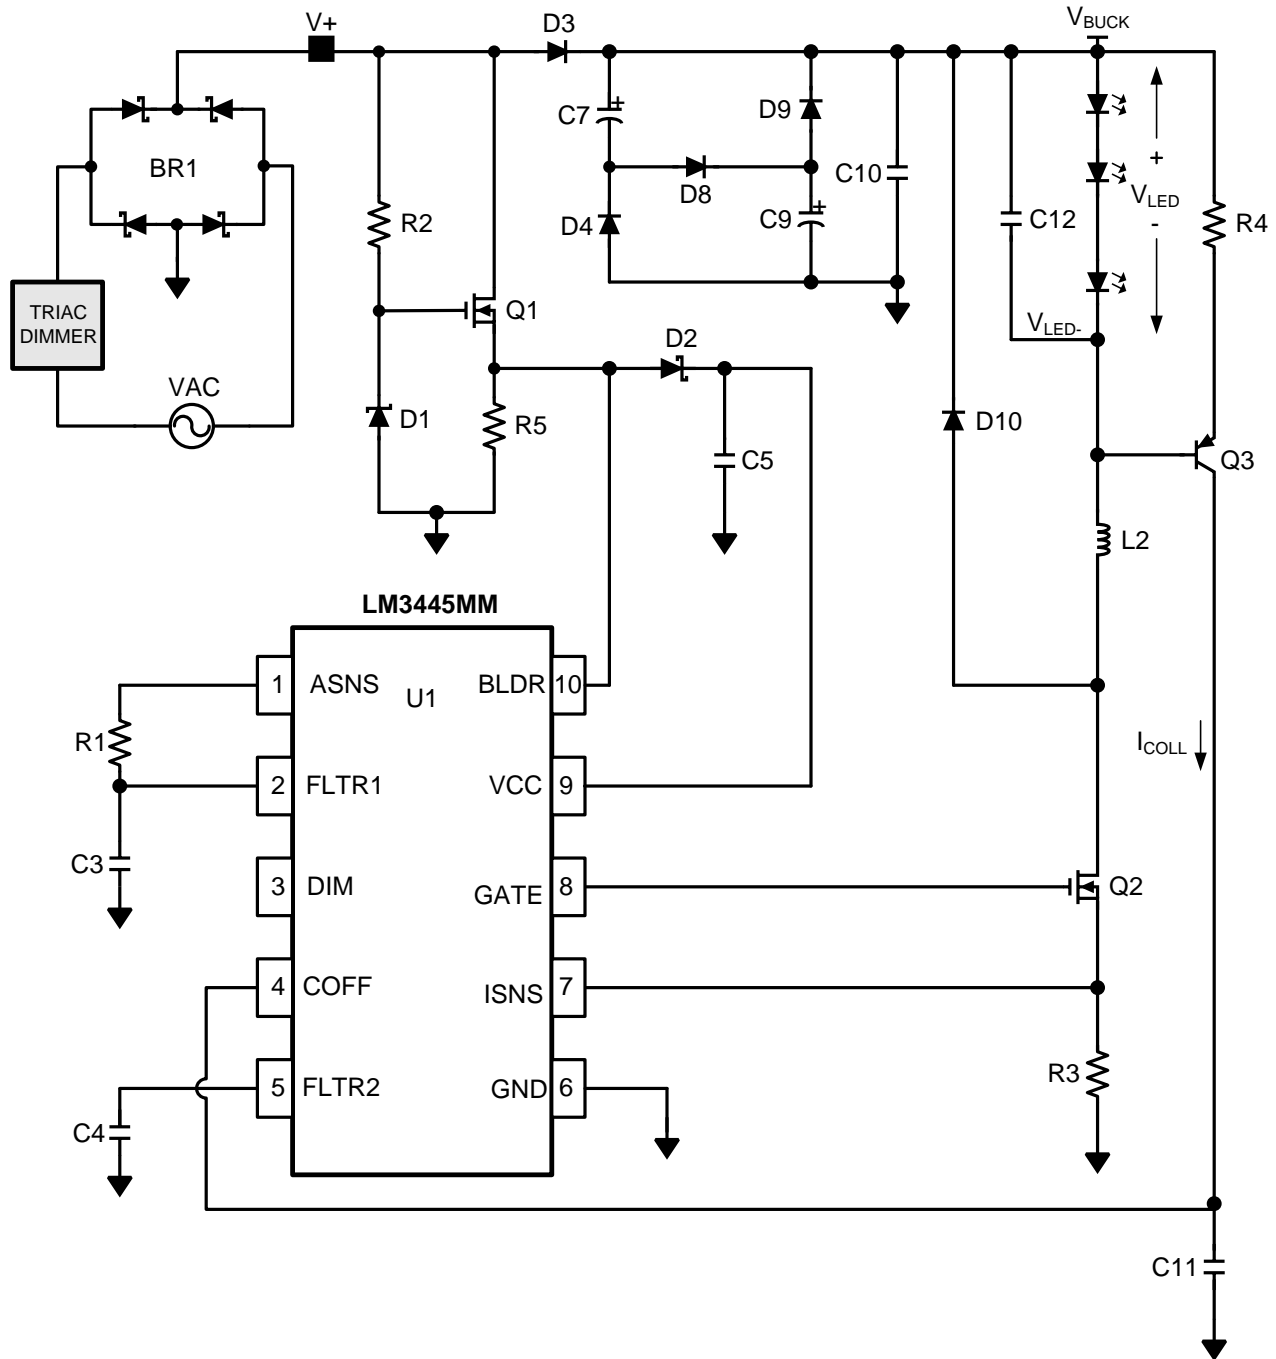 V+
D3
VBUCK
C7
D9
BR1
D8
C10
R2
D4
C9
C12
+
VLED
-
R4
TRIAC
DIMMER
Q1
VLED-
D2
VAC
D1
R5
D10
C5
Q3
L2
LM3445MM
1
ASNS
U1
BLDR
10
R1
ICOLL
2
FLTR1
VCC
9
C3
3
DIM
GATE
8
Q2
4
COFF
ISNS
7
5
FLTR2
GND
6
R3
C4
C11